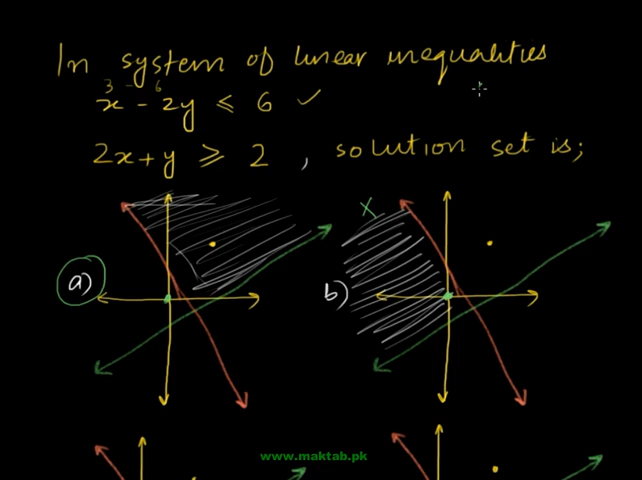 In system of linear inequalities
3 - 6
x - 2y ≤ 6 ✓
2x+y ≥ 2 , solution set is;
a)
X
b)
www.maktab.pk